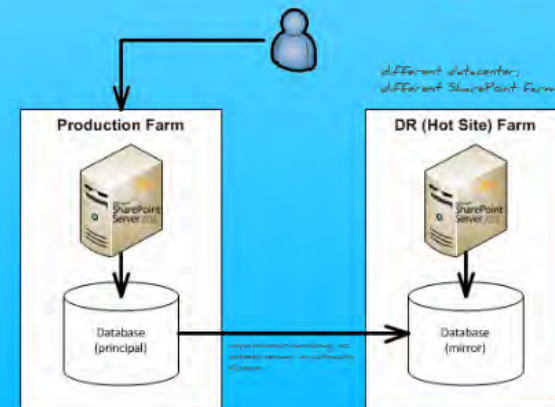 different datacenter;
different SharePoint Farm
Production Farm
DR (Hot Site) Farm
SharePoint
Server
SharePoint
Server
Database
(principal)
Database
(mirror)